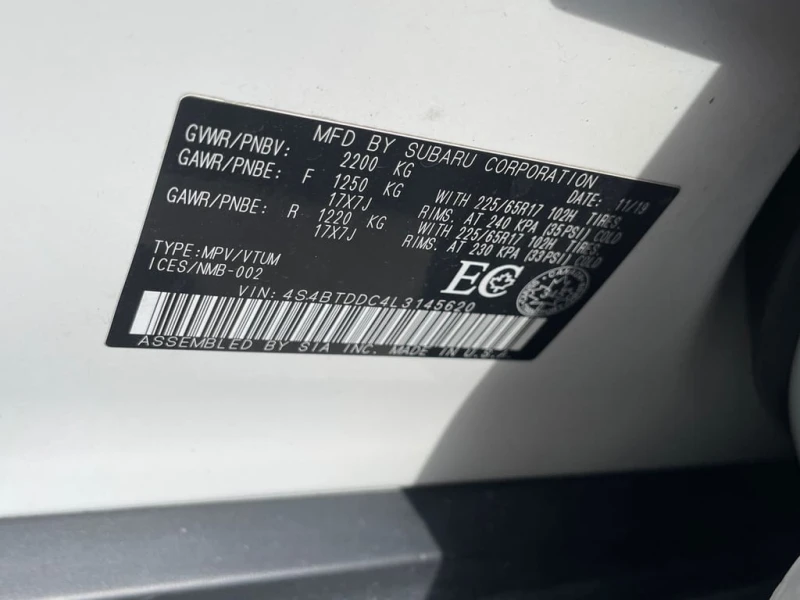 MFD BY SUBARU CORPORATION
GVWR/PNBV: 2200 KG DATE: 11/19
GAWR/PNBE: F 1250 KG WITH 225/65R17 102H TIRES.
17X7J RIMS. AT 240 KPA (35PSI) COLD
GAWR/PNBE: R 1220 KG WITH 225/65R17 102H TIRES.
17X7J RIMS. AT 230 KPA (33PSI) COLD
TYPE:MPV/VTUM
ICES/NMB-002
EC
VIN: 4S4BTDDC4L3145620
ASSEMBLED BY SIA INC. MADE IN U.S.A